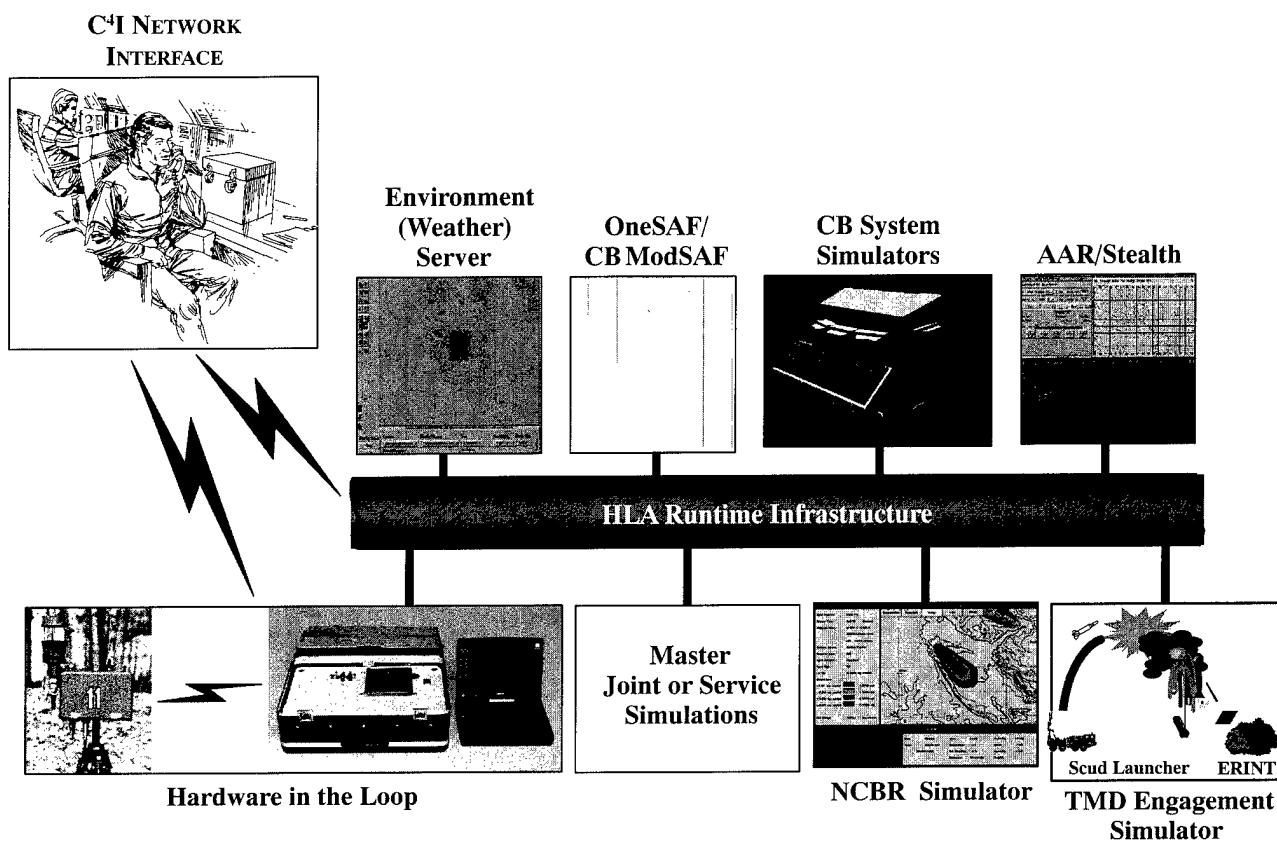 C⁴I NETWORK
INTERFACE
Environment
(Weather)
Server
OneSAF/
CB ModSAF
CB System
Simulators
AAR/Stealth
HLA Runtime Infrastructure
Master
Joint or Service
Simulations
Scud Launcher ERINT
Hardware in the Loop
NCBR Simulator
TMD Engagement
Simulator